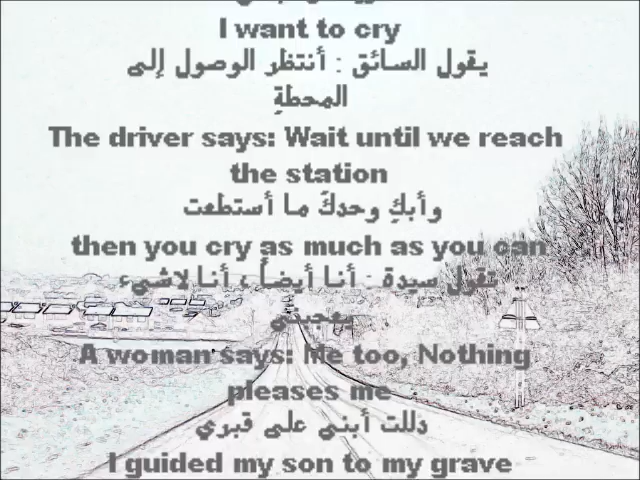 I want to cry
يقول السائق : أنتظر الوصول إلى
المحطةِ
The driver says: Wait until we reach
the station
وأبكِ وحدكَ ما أستطعت
then you cry as much as you can
تقول سيدة : أنا أيضاً ، أنا لاشيء
يعجبني
A woman says: Me too, Nothing
pleases me
دللت أبني على قبري
I guided my son to my grave